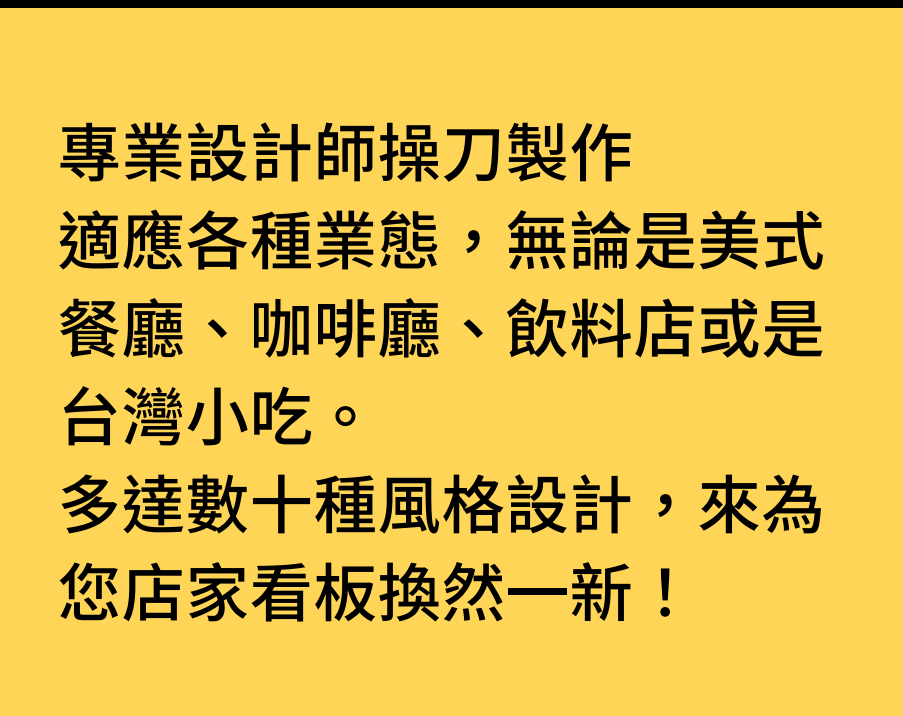 專業設計師操刀製作
適應各種業態，無論是美式
餐廳、咖啡廳、飲料店或是
台灣小吃。
多達數十種風格設計，來為
您店家看板換然一新！